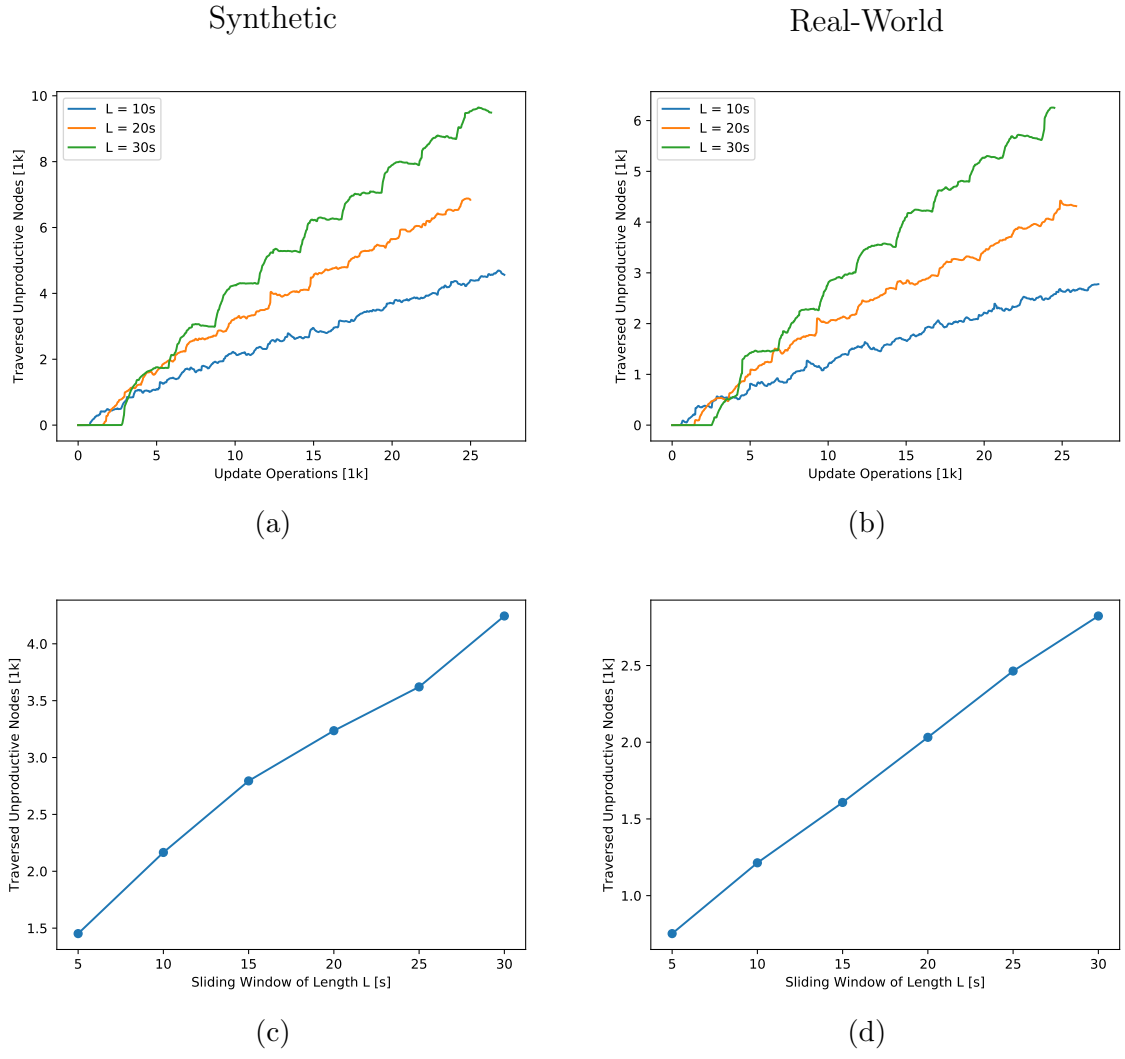 Synthetic
Real-World
Traversed Unproductive Nodes [1k]
10
8
6
4
2
0
L = 10s
L = 20s
L = 30s
0 5 10 15 20 25
Update Operations [1k]
(a)
Traversed Unproductive Nodes [1k]
6
5
4
3
2
1
0
L = 10s
L = 20s
L = 30s
0 5 10 15 20 25
Update Operations [1k]
(b)
Traversed Unproductive Nodes [1k]
4.0
3.5
3.0
2.5
2.0
1.5
5 10 15 20 25 30
Sliding Window of Length L [s]
(c)
Traversed Unproductive Nodes [1k]
2.5
2.0
1.5
1.0
5 10 15 20 25 30
Sliding Window of Length L [s]
(d)